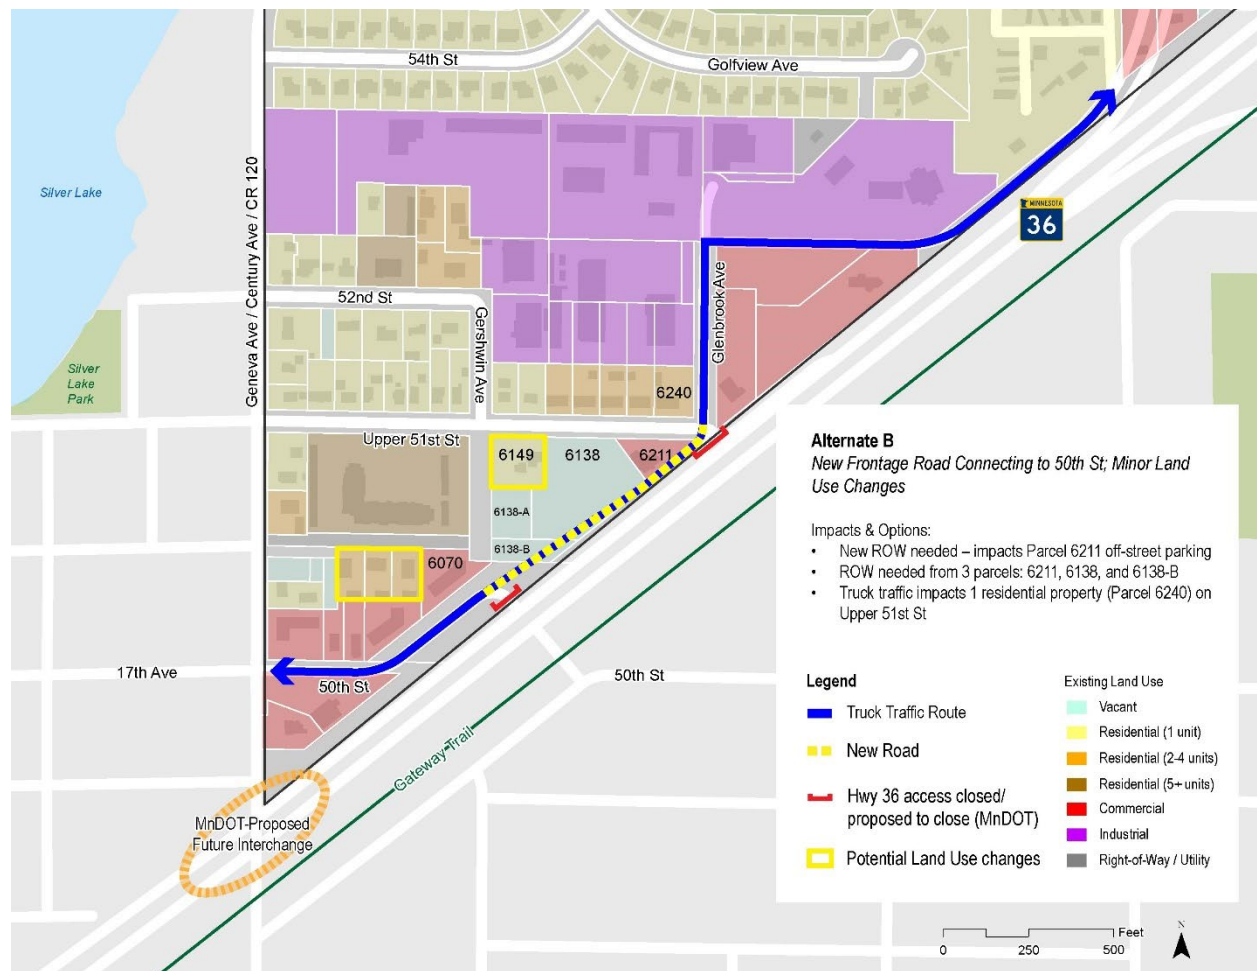 54th St
Golfview Ave
Silver Lake
Geneva Ave / Century Ave / CR 120
MINNESOTA
36
52nd St
Gershwin Ave
Glenbrook Ave
Silver
Lake
Park
6240
Upper 51st St
6149
6138
6211
6138-A
6138-B
6070
17th Ave
50th St
50th St
Gateway Trail
MnDOT-Proposed
Future Interchange
Alternate B
New Frontage Road Connecting to 50th St; Minor Land
Use Changes
Impacts & Options:
• New ROW needed – impacts Parcel 6211 off-street parking
• ROW needed from 3 parcels: 6211, 6138, and 6138-B
• Truck traffic impacts 1 residential property (Parcel 6240) on
Upper 51st St
Legend
Truck Traffic Route
New Road
Hwy 36 access closed/
proposed to close (MnDOT)
Potential Land Use changes
Existing Land Use
Vacant
Residential (1 unit)
Residential (2-4 units)
Residential (5+ units)
Commercial
Industrial
Right-of-Way / Utility
Feet
0 250 500
N